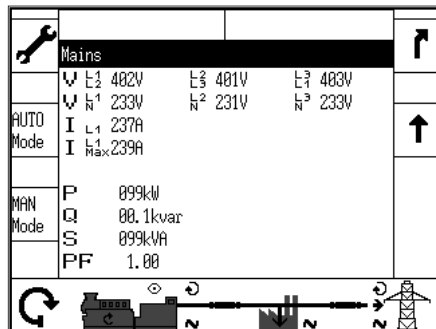 Mains
V L1 L2 402V L2 L3 401V L3 L1 403V
V L1 N 233V L2 N 231V L3 N 233V
I L1 237A
I L1 Max 239A
AUTO
Mode
P 099kW
Q 00.1kvar
S 099kVA
PF 1.00
MAN
Mode